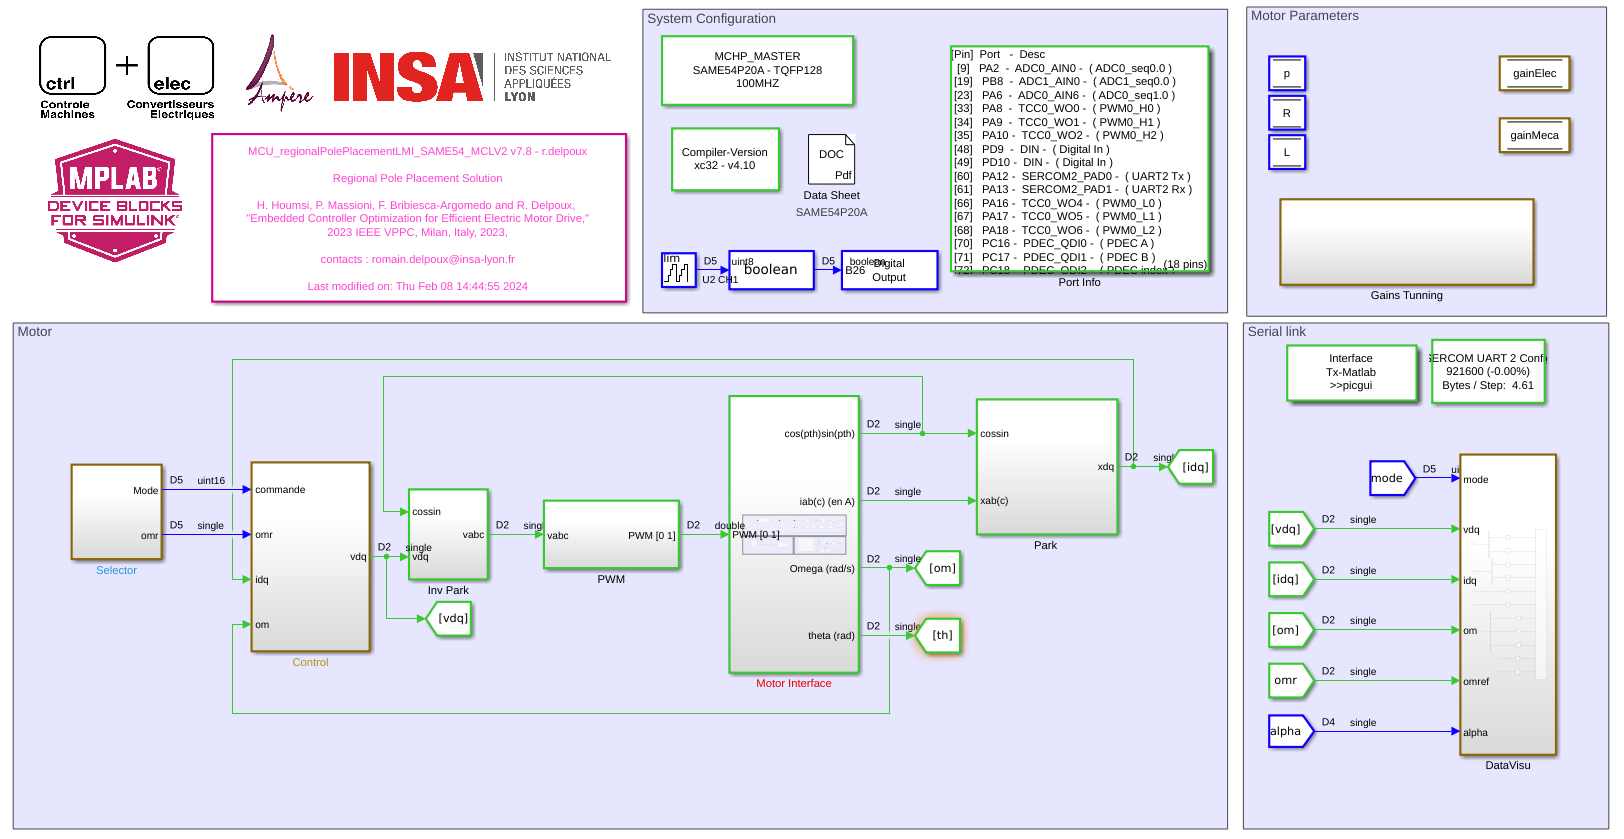 ctrl
+
elec
Controle
Machines
Convertisseurs
Electriques
Ampère
INSA
INSTITUT NATIONAL
DES SCIENCES
APPLIQUÉES
LYON
MPLAB®
DEVICE BLOCKS
FOR SIMULINK®
MCU_regionalPolePlacementLMI_SAME54_MCLV2 v7.8 - r.delpoux
Regional Pole Placement Solution
H. Houmsi, P. Massioni, F. Bribiesca-Argomedo and R. Delpoux,
"Embedded Controller Optimization for Efficient Electric Motor Drive,"
2023 IEEE VPPC, Milan, Italy, 2023,
contacts : romain.delpoux@insa-lyon.fr
Last modified on: Thu Feb 08 14:44:55 2024
System Configuration
MCHP_MASTER
SAME54P20A - TQFP128
100MHZ
Compiler-Version
xc32 - v4.10
DOC
Pdf
Data Sheet
SAME54P20A
lim
D5
uint8
U2 CH1
boolean
D5
boolean
B26
Digital
Output
[Pin] Port - Desc
[9] PA2 - ADC0_AIN0 - ( ADC0_seq0.0 )
[19] PB8 - ADC1_AIN0 - ( ADC1_seq0.0 )
[23] PA6 - ADC0_AIN6 - ( ADC0_seq1.0 )
[33] PA8 - TCC0_WO0 - ( PWM0_H0 )
[34] PA9 - TCC0_WO1 - ( PWM0_H1 )
[35] PA10 - TCC0_WO2 - ( PWM0_H2 )
[48] PD9 - DIN - ( Digital In )
[49] PD10 - DIN - ( Digital In )
[60] PA12 - SERCOM2_PAD0 - ( UART2 Tx )
[61] PA13 - SERCOM2_PAD1 - ( UART2 Rx )
[66] PA16 - TCC0_WO4 - ( PWM0_L0 )
[67] PA17 - TCC0_WO5 - ( PWM0_L1 )
[68] PA18 - TCC0_WO6 - ( PWM0_L2 )
[70] PC16 - PDEC_QDI0 - ( PDEC A )
[71] PC17 - PDEC_QDI1 - ( PDEC B )
[72] PC18 - PDEC_QDI2 - ( PDEC index )
(18 pins)
Port Info
Motor Parameters
p
R
L
gainElec
gainMeca
Gains Tunning
Motor
Mode
omr
Selector
D5 uint16
D5 single
commande
omr
idq
om
vdq
Control
D2 single
[vdq]
cossin
vdq
vabc
Inv Park
D2
vabc
PWM [0 1]
PWM
D2 double
PWM [0 1]
cos(pth)sin(pth)
iab(c) (en A)
Omega (rad/s)
theta (rad)
Motor Interface
D2 single
D2 single
D2 single
[om]
D2 single
[th]
cossin
xab(c)
xdq
Park
D2
[idq]
Serial link
Interface
Tx-Matlab
>>picgui
SERCOM UART 2 Confi
921600 (-0.00%)
Bytes / Step: 4.61
mode
D5
mode
[vdq]
D2 single
vdq
[idq]
D2 single
idq
[om]
D2 single
om
omr
D2 single
omref
alpha
D4 single
alpha
DataVisu